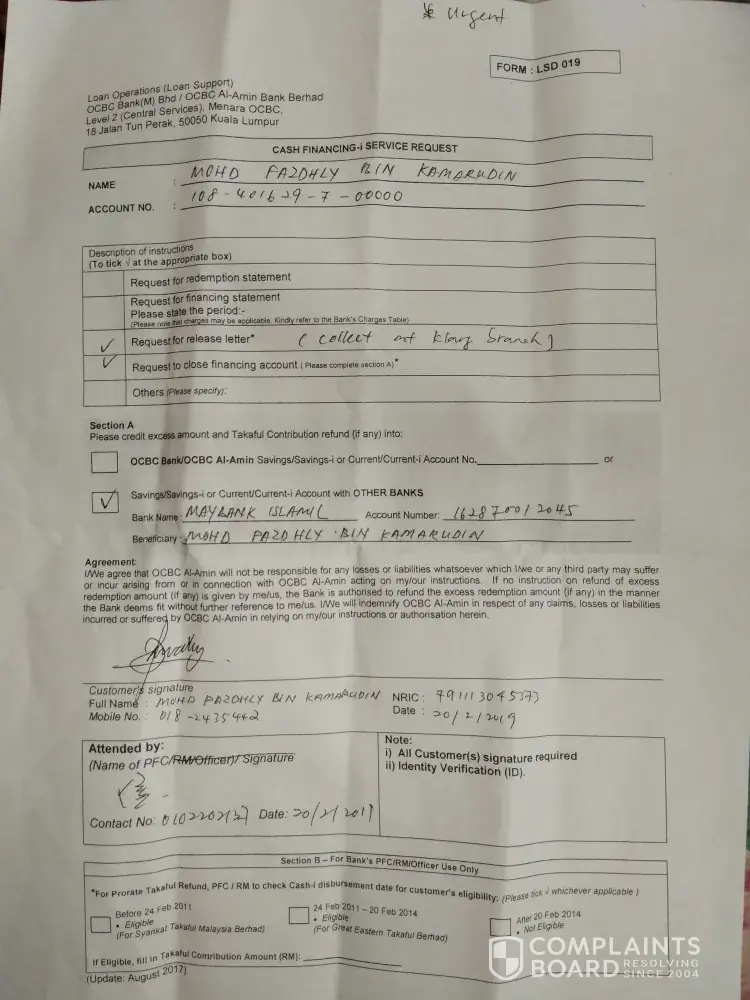 * Urgent
FORM : LSD 019
Loan Operations (Loan Support)
OCBC Bank(M) Bhd / OCBC Al-Amin Bank Berhad
Level 2 (Central Services), Menara OCBC,
18 Jalan Tun Perak, 50050 Kuala Lumpur
CASH FINANCING-i SERVICE REQUEST
NAME : MOHD FAZDHLY BIN KAMARUDIN
ACCOUNT NO. : 108-401629-7-00000
Description of instructions
(To tick √ at the appropriate box)
Request for redemption statement
Request for financing statement
Please state the period:-
(Please note that charges may be applicable. Kindly refer to the Bank's Charges Table)
✓ Request for release letter* ( collect at klang branch )
✓ Request to close financing account ( Please complete section A)*
Others (Please specify):
Section A
Please credit excess amount and Takaful Contribution refund (if any) into:
OCBC Bank/OCBC Al-Amin Savings/Savings-i or Current/Current-i Account No. or
✓ Savings/Savings-i or Current/Current-i Account with OTHER BANKS
Bank Name : MAYBANK ISLAMIC Account Number: 162870012045
Beneficiary : MOHD FAZDHLY BIN KAMARUDIN
Agreement:
I/We agree that OCBC Al-Amin will not be responsible for any losses or liabilities whatsoever which I/we or any third party may suffer
or incur arising from or in connection with OCBC Al-Amin acting on my/our instructions. If no instruction on refund of excess
redemption amount (if any) is given by me/us, the Bank is authorised to refund the excess redemption amount (if any) in the manner
the Bank deems fit without further reference to me/us. I/We will indemnify OCBC Al-Amin in respect of any claims, losses or liabilities
incurred or suffered by OCBC Al-Amin in relying on my/our instructions or authorisation herein.
Customer's signature
Full Name : MOHD FAZDHLY BIN KAMARUDIN NRIC : 791113045373
Mobile No. : 018-2435442 Date : 20/2/2019
Attended by:
(Name of PFC/RM/Officer)/ Signature
Contact No: Date: 20/2/2019
Note:
i) All Customer(s) signature required
ii) Identity Verification (ID).
Section B – For Bank's PFC/RM/Officer Use Only
*For Prorate Takaful Refund, PFC / RM to check Cash-i disbursement date for customer's eligibility: (Please tick √ whichever applicable )
Before 24 Feb 2011
• Eligible
(For Syarikat Takaful Malaysia Berhad)
24 Feb 2011 – 20 Feb 2014
• Eligible
(For Great Eastern Takaful Berhad)
After 20 Feb 2014
• Not Eligible
If Eligible, fill in Takaful Contribution Amount (RM):
(Update: August 2017)
COMPLAINTS
BOARD RESOLVING
SINCE 2004